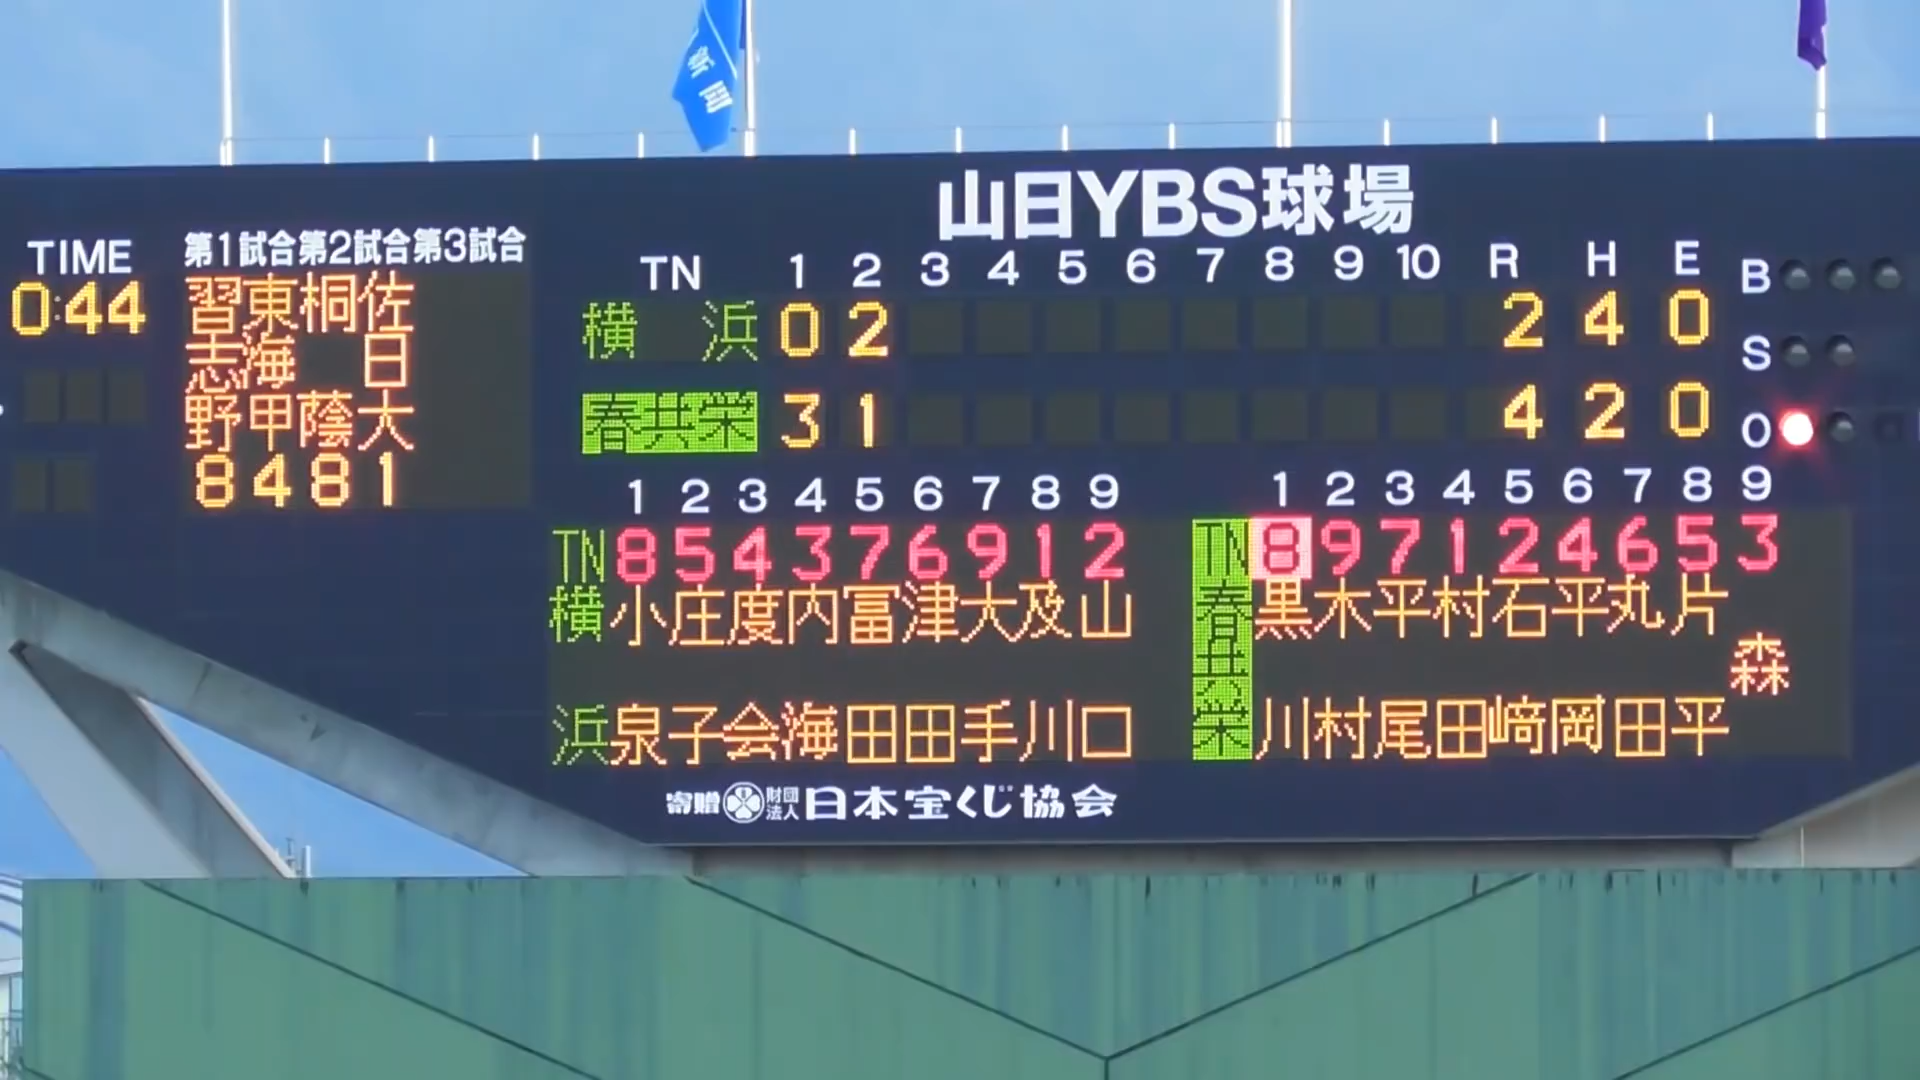 新聞
山日YBS球場
TIME
0:44
第1試合第2試合第3試合
習東桐佐
志海 日
野甲蔭大
8 4 8 1
TN 1 2 3 4 5 6 7 8 9 10 R H E
横浜 0 2 2 4 0
春共栄 3 1 4 2 0
B
S
O
1 2 3 4 5 6 7 8 9
TN 8 5 4 3 7 6 9 1 2
横 小 庄 度 内 冨 津 大 及 山
浜 泉 子 会 海 田 田 手 川 口
1 2 3 4 5 6 7 8 9
TN 8 9 7 1 2 4 6 5 3
春共栄
黒 木 平 村 石 平 丸 片
森
川 村 尾 田 﨑 岡 田 平
寄贈 財団法人 日本宝くじ協会